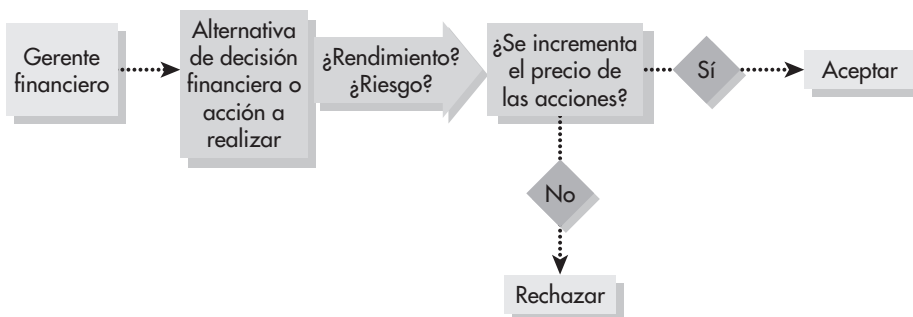 Gerente
financiero
Alternativa
de decisión
financiera o
acción a
realizar
¿Rendimiento?
¿Riesgo?
¿Se incrementa
el precio de
las acciones?
Sí
Aceptar
No
Rechazar